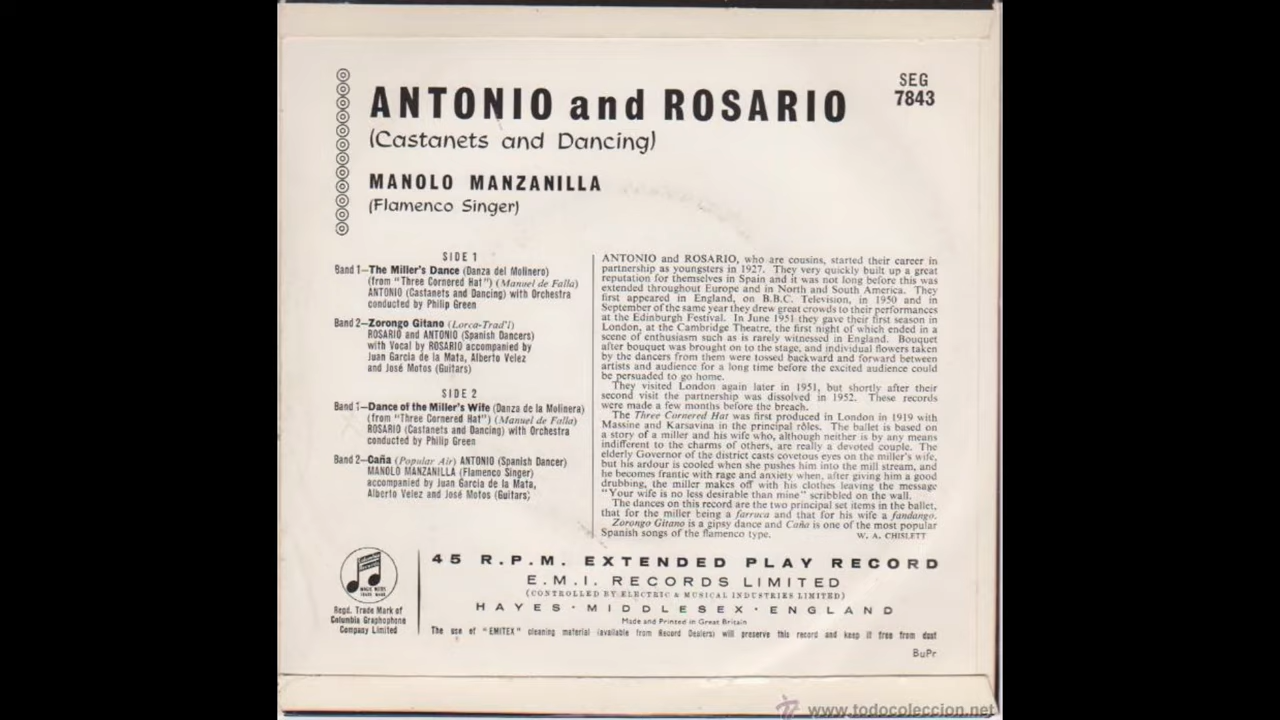 SEG
7843
ANTONIO and ROSARIO
(Castanets and Dancing)
MANOLO MANZANILLA
(Flamenco Singer)
SIDE 1
Band 1—The Miller's Dance (Danza del Molinero)
(from "Three Cornered Hat") (Manuel de Falla)
ANTONIO (Castanets and Dancing) with Orchestra
conducted by Philip Green
Band 2—Zorongo Gitano (Lorca-Trad'l)
ROSARIO and ANTONIO (Spanish Dancers)
with Vocal by ROSARIO accompanied by
Juan Garcia de la Mata, Alberto Velez
and José Motos (Guitars)
SIDE 2
Band 1—Dance of the Miller's Wife (Danza de la Molinera)
(from "Three Cornered Hat") (Manuel de Falla)
ROSARIO (Castanets and Dancing) with Orchestra
conducted by Philip Green
Band 2—Caña (Popular Air) ANTONIO (Spanish Dancer)
MANOLO MANZANILLA (Flamenco Singer)
accompanied by Juan Garcia de la Mata,
Alberto Velez and José Motos (Guitars)
ANTONIO and ROSARIO, who are cousins, started their career in
partnership as youngsters in 1927. They very quickly built up a great
reputation for themselves in Spain and it was not long before this was
extended throughout Europe and in North and South America. They
first appeared in England, on B.B.C. Television, in 1950 and in
September of the same year they drew great crowds to their performances
at the Edinburgh Festival. In June 1951 they gave their first season in
London, at the Cambridge Theatre, the first night of which ended in a
scene of enthusiasm such as is rarely witnessed in England. Bouquet
after bouquet was brought on to the stage, and individual flowers taken
by the dancers from them were tossed backward and forward between
artists and audience for a long time before the excited audience could
be persuaded to go home.
They visited London again later in 1951, but shortly after their
second visit the partnership was dissolved in 1952. These records
were made a few months before the breach.
The Three Cornered Hat was first produced in London in 1919 with
Massine and Karsavina in the principal rôles. The ballet is based on
a story of a miller and his wife who, although neither is by any means
indifferent to the charms of others, are really a devoted couple. The
elderly Governor of the district casts covetous eyes on the miller's wife,
but his ardour is cooled when she pushes him into the mill stream, and
he becomes frantic with rage and anxiety when, after giving him a good
drubbing, the miller makes off with his clothes leaving the message
"Your wife is no less desirable than mine" scribbled on the wall.
The dances on this record are the two principal set items in the ballet,
that for the miller being a farruca and that for his wife a fandango.
Zorongo Gitano is a gipsy dance and Caña is one of the most popular
Spanish songs of the flamenco type. W. A. CHISLETT
Columbia
MAGIC NOTES
TRADE MARK
Regd. Trade Mark of
Columbia Graphophone
Company Limited
45 R.P.M. EXTENDED PLAY RECORD
E.M.I. RECORDS LIMITED
(CONTROLLED BY ELECTRIC & MUSICAL INDUSTRIES LIMITED)
HAYES · MIDDLESEX · ENGLAND
Made and Printed in Great Britain
The use of "EMITEX" cleaning material (available from Record Dealers) will preserve this record and keep it free from dust
BuPr
www.todocoleccion.net